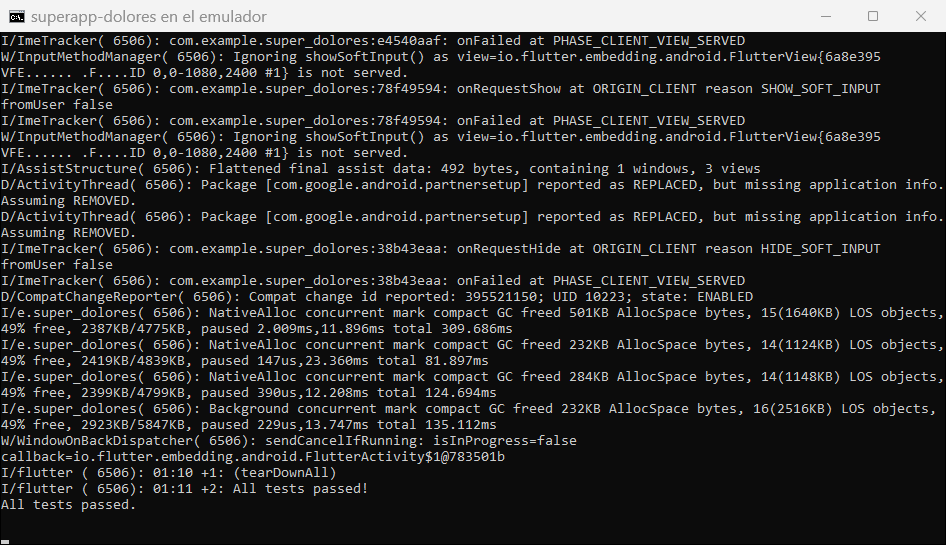 superapp-dolores en el emulador
I/ImeTracker( 6506): com.example.super_dolores:e4540aaf: onFailed at PHASE_CLIENT_VIEW_SERVED
W/InputMethodManager( 6506): Ignoring showSoftInput() as view=io.flutter.embedding.android.FlutterView{6a8e395
VFE...... .F....ID 0,0-1080,2400 #1} is not served.
I/ImeTracker( 6506): com.example.super_dolores:78f49594: onRequestShow at ORIGIN_CLIENT reason SHOW_SOFT_INPUT
fromUser false
I/ImeTracker( 6506): com.example.super_dolores:78f49594: onFailed at PHASE_CLIENT_VIEW_SERVED
W/InputMethodManager( 6506): Ignoring showSoftInput() as view=io.flutter.embedding.android.FlutterView{6a8e395
VFE...... .F....ID 0,0-1080,2400 #1} is not served.
I/AssistStructure( 6506): Flattened final assist data: 492 bytes, containing 1 windows, 3 views
D/ActivityThread( 6506): Package [com.google.android.partnersetup] reported as REPLACED, but missing application info.
Assuming REMOVED.
D/ActivityThread( 6506): Package [com.google.android.partnersetup] reported as REPLACED, but missing application info.
Assuming REMOVED.
I/ImeTracker( 6506): com.example.super_dolores:38b43eaa: onRequestHide at ORIGIN_CLIENT reason HIDE_SOFT_INPUT
fromUser false
I/ImeTracker( 6506): com.example.super_dolores:38b43eaa: onFailed at PHASE_CLIENT_VIEW_SERVED
D/CompatChangeReporter( 6506): Compat change id reported: 395521150; UID 10223; state: ENABLED
I/e.super_dolores( 6506): NativeAlloc concurrent mark compact GC freed 501KB AllocSpace bytes, 15(1640KB) LOS objects,
49% free, 2387KB/4775KB, paused 2.009ms,11.896ms total 309.686ms
I/e.super_dolores( 6506): NativeAlloc concurrent mark compact GC freed 232KB AllocSpace bytes, 14(1124KB) LOS objects,
49% free, 2419KB/4839KB, paused 147us,23.360ms total 81.897ms
I/e.super_dolores( 6506): NativeAlloc concurrent mark compact GC freed 284KB AllocSpace bytes, 14(1148KB) LOS objects,
49% free, 2399KB/4799KB, paused 390us,12.208ms total 124.694ms
I/e.super_dolores( 6506): Background concurrent mark compact GC freed 232KB AllocSpace bytes, 16(2516KB) LOS objects,
49% free, 2923KB/5847KB, paused 229us,13.747ms total 135.112ms
W/WindowOnBackDispatcher( 6506): sendCancelIfRunning: isInProgress=false
callback=io.flutter.embedding.android.FlutterActivity$1@783501b
I/flutter ( 6506): 01:10 +1: (tearDownAll)
I/flutter ( 6506): 01:11 +2: All tests passed!
All tests passed.